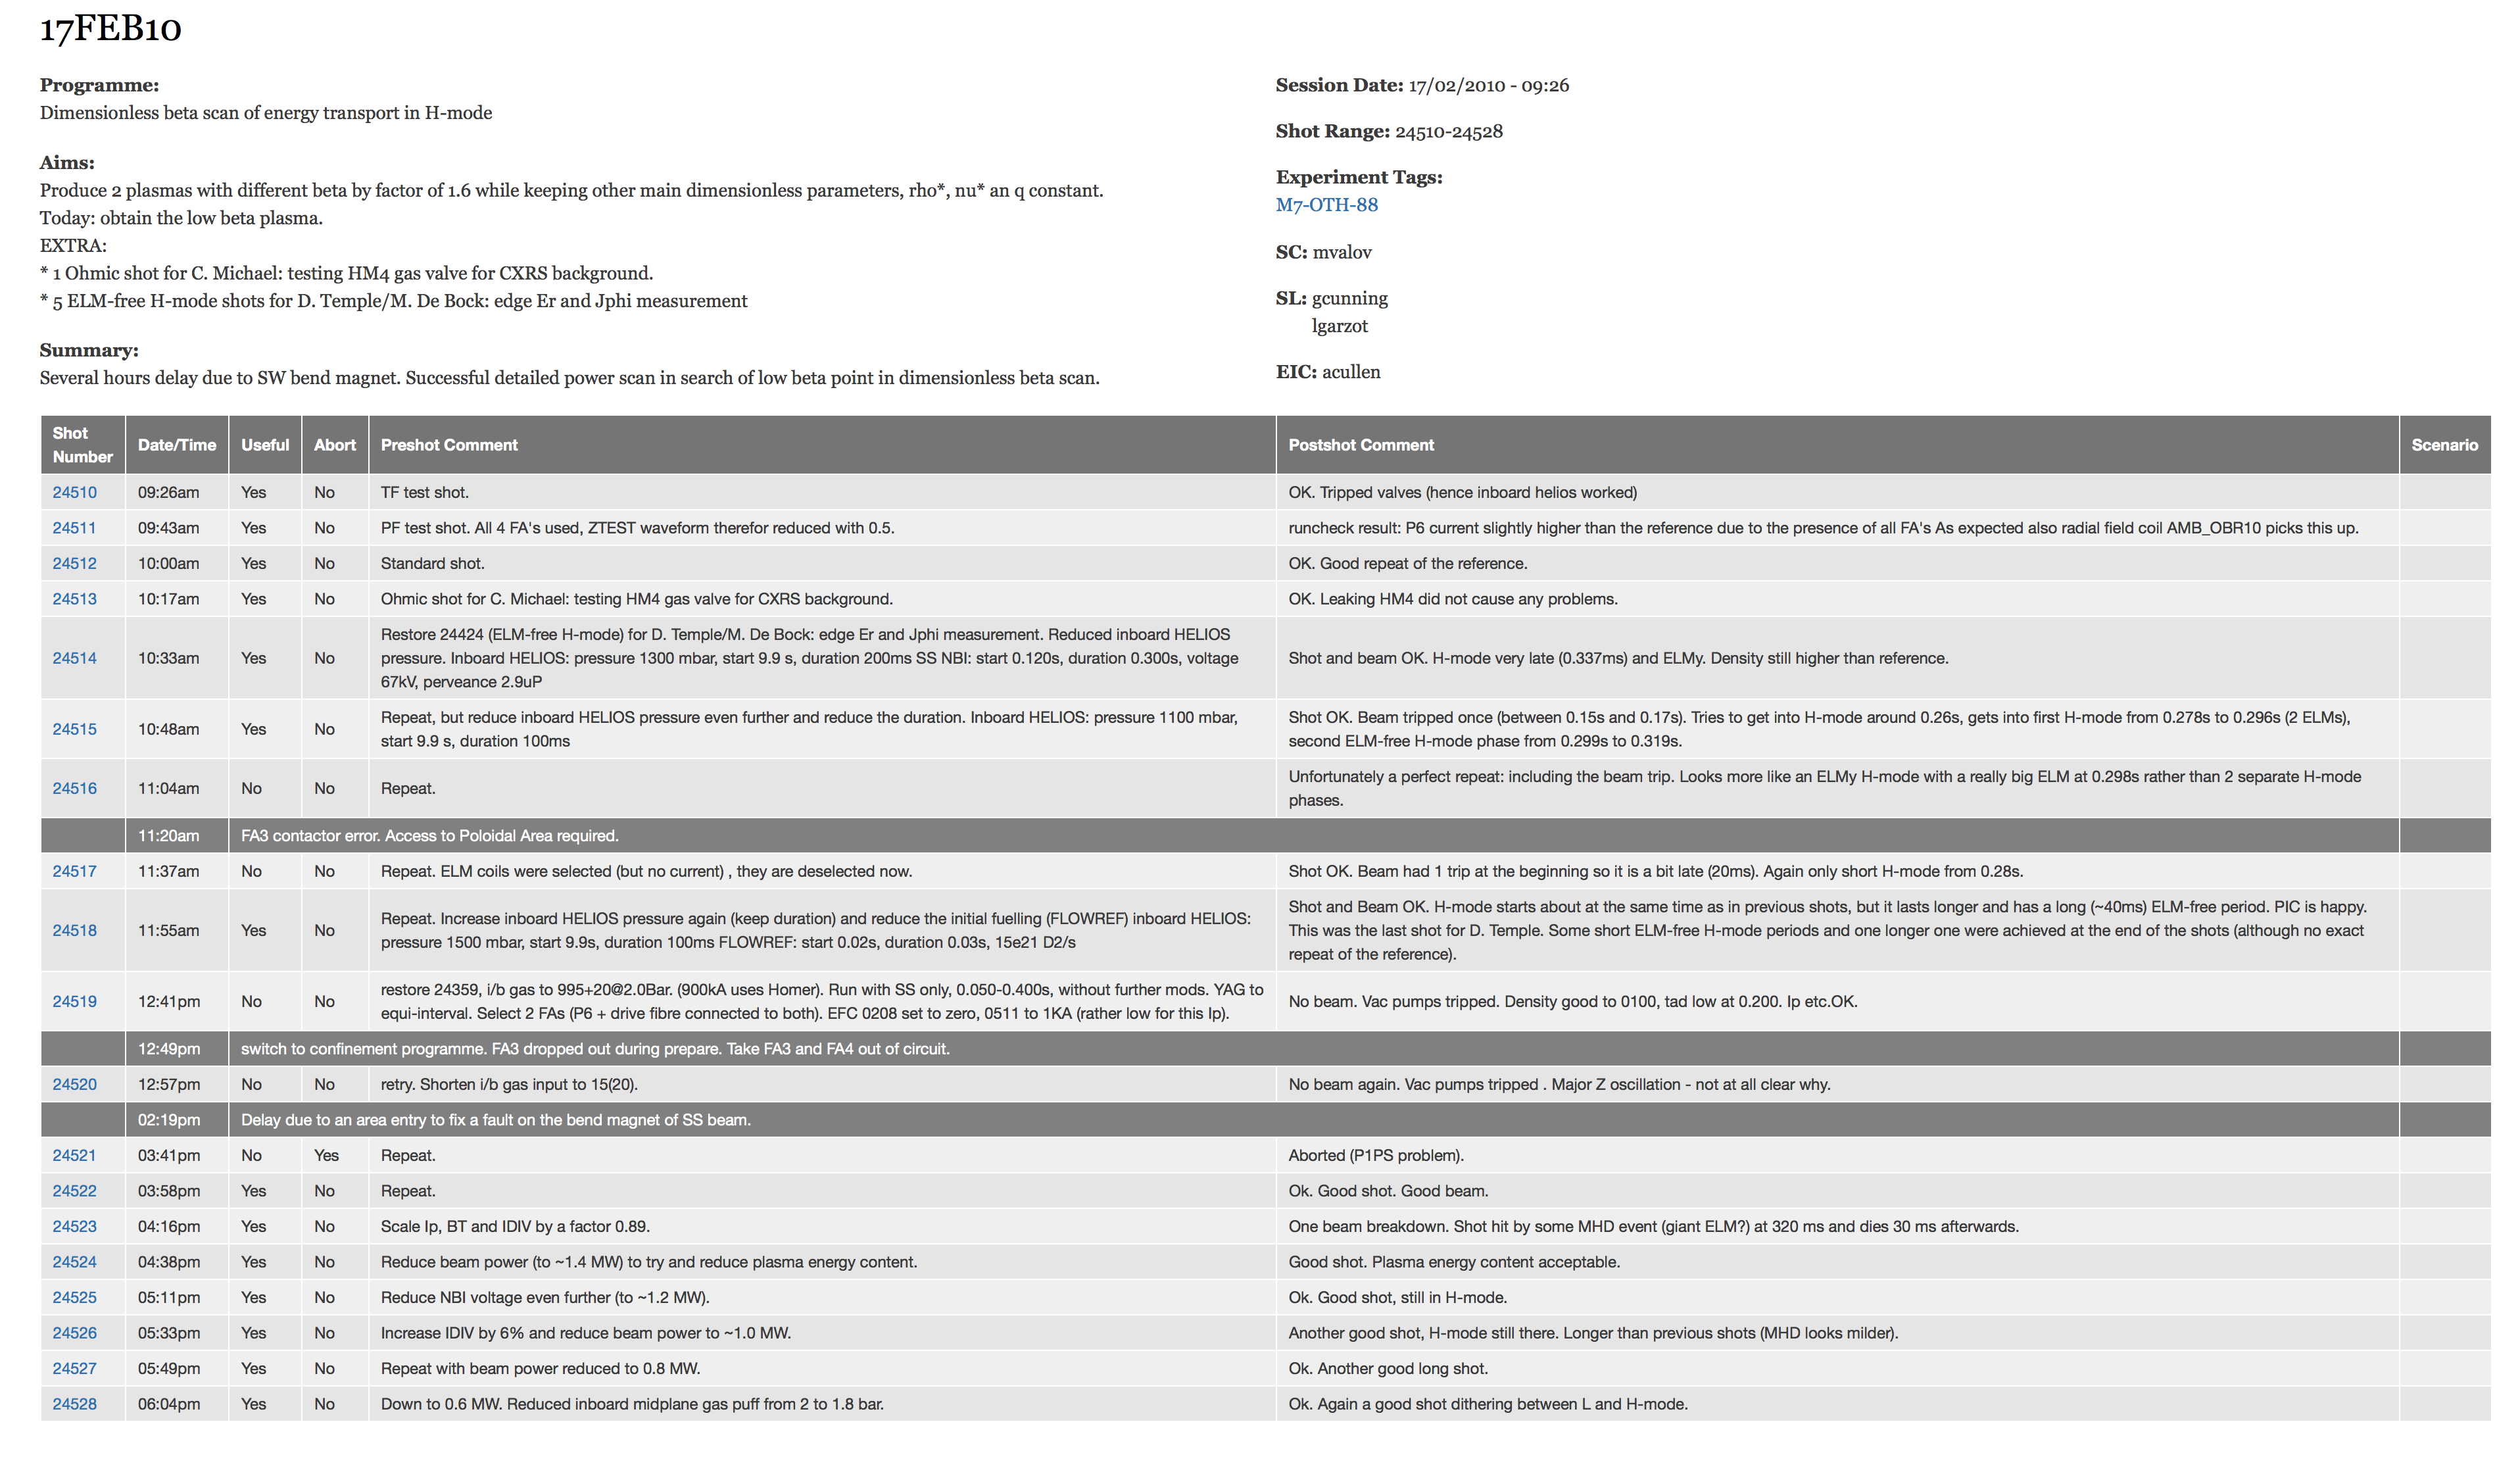 17FEB10
Programme:
Dimensionless beta scan of energy transport in H-mode
Aims:
Produce 2 plasmas with different beta by factor of 1.6 while keeping other main dimensionless parameters, rho*, nu* an q constant.
Today: obtain the low beta plasma.
EXTRA:
* 1 Ohmic shot for C. Michael: testing HM4 gas valve for CXRS background.
* 5 ELM-free H-mode shots for D. Temple/M. De Bock: edge Er and Jphi measurement
Summary:
Several hours delay due to SW bend magnet. Successful detailed power scan in search of low beta point in dimensionless beta scan.
Session Date: 17/02/2010 - 09:26
Shot Range: 24510-24528
Experiment Tags:
M7-OTH-88
SC: mvalov
SL: gcunning
lgarzot
EIC: acullen
Shot Number Date/Time Useful Abort Preshot Comment Postshot Comment Scenario
24510 09:26am Yes No TF test shot. OK. Tripped valves (hence inboard helios worked)
24511 09:43am Yes No PF test shot. All 4 FA's used, ZTEST waveform therefor reduced with 0.5. runcheck result: P6 current slightly higher than the reference due to the presence of all FA's As expected also radial field coil AMB_OBR10 picks this up.
24512 10:00am Yes No Standard shot. OK. Good repeat of the reference.
24513 10:17am Yes No Ohmic shot for C. Michael: testing HM4 gas valve for CXRS background. OK. Leaking HM4 did not cause any problems.
24514 10:33am Yes No Restore 24424 (ELM-free H-mode) for D. Temple/M. De Bock: edge Er and Jphi measurement. Reduced inboard HELIOS
pressure. Inboard HELIOS: pressure 1300 mbar, start 9.9 s, duration 200ms SS NBI: start 0.120s, duration 0.300s, voltage
67kV, perveance 2.9uP
Shot and beam OK. H-mode very late (0.337ms) and ELMy. Density still higher than reference.
24515 10:48am Yes No Repeat, but reduce inboard HELIOS pressure even further and reduce the duration. Inboard HELIOS: pressure 1100 mbar,
start 9.9 s, duration 100ms
Shot OK. Beam tripped once (between 0.15s and 0.17s). Tries to get into H-mode around 0.26s, gets into first H-mode from 0.278s to 0.296s (2 ELMs),
second ELM-free H-mode phase from 0.299s to 0.319s.
24516 11:04am No No Repeat. Unfortunately a perfect repeat: including the beam trip. Looks more like an ELMy H-mode with a really big ELM at 0.298s rather than 2 separate H-mode
phases.
11:20am FA3 contactor error. Access to Poloidal Area required.
24517 11:37am No No Repeat. ELM coils were selected (but no current) , they are deselected now. Shot OK. Beam had 1 trip at the beginning so it is a bit late (20ms). Again only short H-mode from 0.28s.
24518 11:55am Yes No Repeat. Increase inboard HELIOS pressure again (keep duration) and reduce the initial fuelling (FLOWREF) inboard HELIOS:
pressure 1500 mbar, start 9.9s, duration 100ms FLOWREF: start 0.02s, duration 0.03s, 15e21 D2/s
Shot and Beam OK. H-mode starts about at the same time as in previous shots, but it lasts longer and has a long (~40ms) ELM-free period. PIC is happy.
This was the last shot for D. Temple. Some short ELM-free H-mode periods and one longer one were achieved at the end of the shots (although no exact
repeat of the reference).
24519 12:41pm No No restore 24359, i/b gas to 995+20@2.0Bar. (900kA uses Homer). Run with SS only, 0.050-0.400s, without further mods. YAG to
equi-interval. Select 2 FAs (P6 + drive fibre connected to both). EFC 0208 set to zero, 0511 to 1KA (rather low for this Ip).
No beam. Vac pumps tripped. Density good to 0100, tad low at 0.200. Ip etc.OK.
12:49pm switch to confinement programme. FA3 dropped out during prepare. Take FA3 and FA4 out of circuit.
24520 12:57pm No No retry. Shorten i/b gas input to 15(20). No beam again. Vac pumps tripped . Major Z oscillation - not at all clear why.
02:19pm Delay due to an area entry to fix a fault on the bend magnet of SS beam.
24521 03:41pm No Yes Repeat. Aborted (P1PS problem).
24522 03:58pm Yes No Repeat. Ok. Good shot. Good beam.
24523 04:16pm Yes No Scale Ip, BT and IDIV by a factor 0.89. One beam breakdown. Shot hit by some MHD event (giant ELM?) at 320 ms and dies 30 ms afterwards.
24524 04:38pm Yes No Reduce beam power (to ~1.4 MW) to try and reduce plasma energy content. Good shot. Plasma energy content acceptable.
24525 05:11pm Yes No Reduce NBI voltage even further (to ~1.2 MW). Ok. Good shot, still in H-mode.
24526 05:33pm Yes No Increase IDIV by 6% and reduce beam power to ~1.0 MW. Another good shot, H-mode still there. Longer than previous shots (MHD looks milder).
24527 05:49pm Yes No Repeat with beam power reduced to 0.8 MW. Ok. Another good long shot.
24528 06:04pm Yes No Down to 0.6 MW. Reduced inboard midplane gas puff from 2 to 1.8 bar. Ok. Again a good shot dithering between L and H-mode.